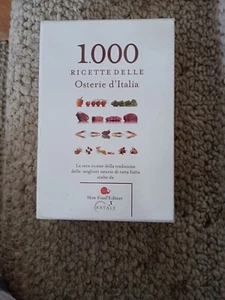 1.000
RICETTE DELLE
Osterie d'Italia
La vera cucina della tradizione
delle migliori osterie di tutta Italia
Slow Food Editore